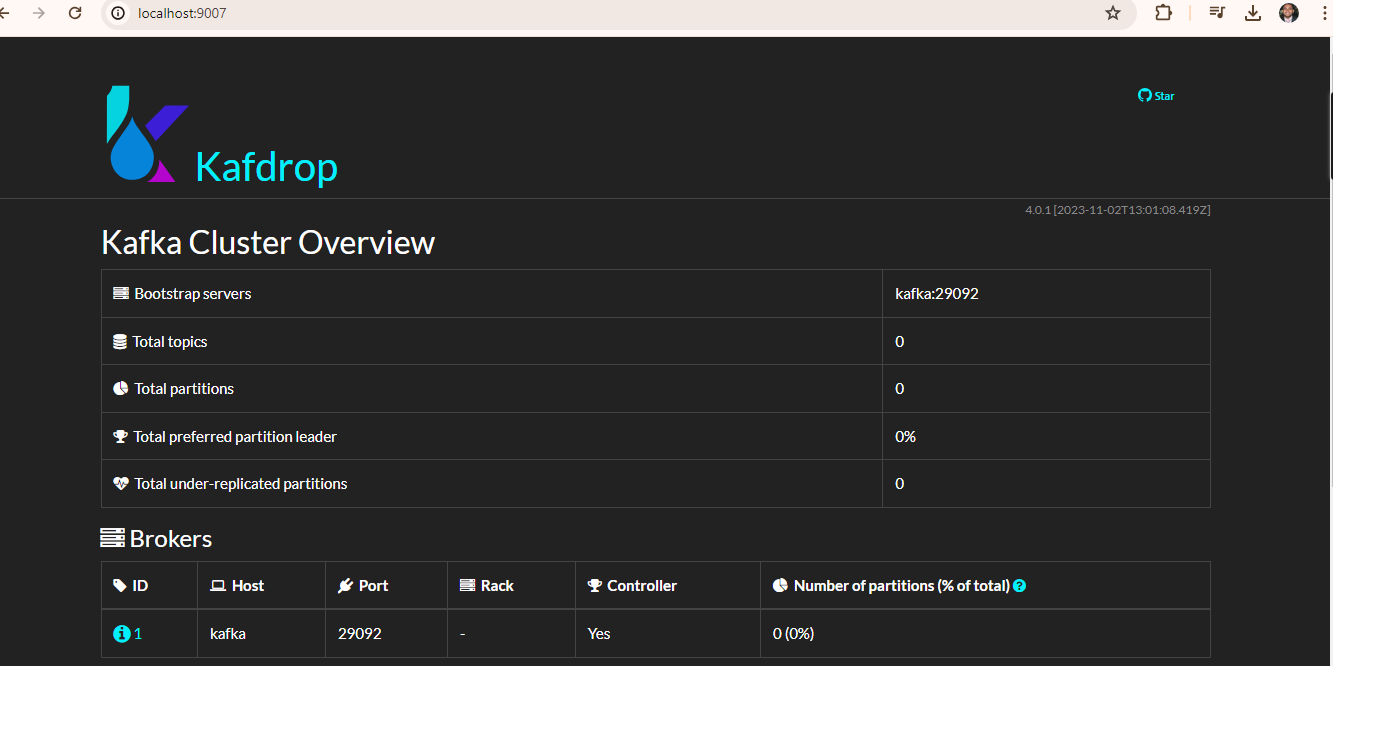 localhost:9007
Star
Kafdrop
4.0.1 [2023-11-02T13:01:08.419Z]
Kafka Cluster Overview
Bootstrap servers kafka:29092
Total topics 0
Total partitions 0
Total preferred partition leader 0%
Total under-replicated partitions 0
Brokers
ID Host Port Rack Controller Number of partitions (% of total)
1 kafka 29092 - Yes 0 (0%)